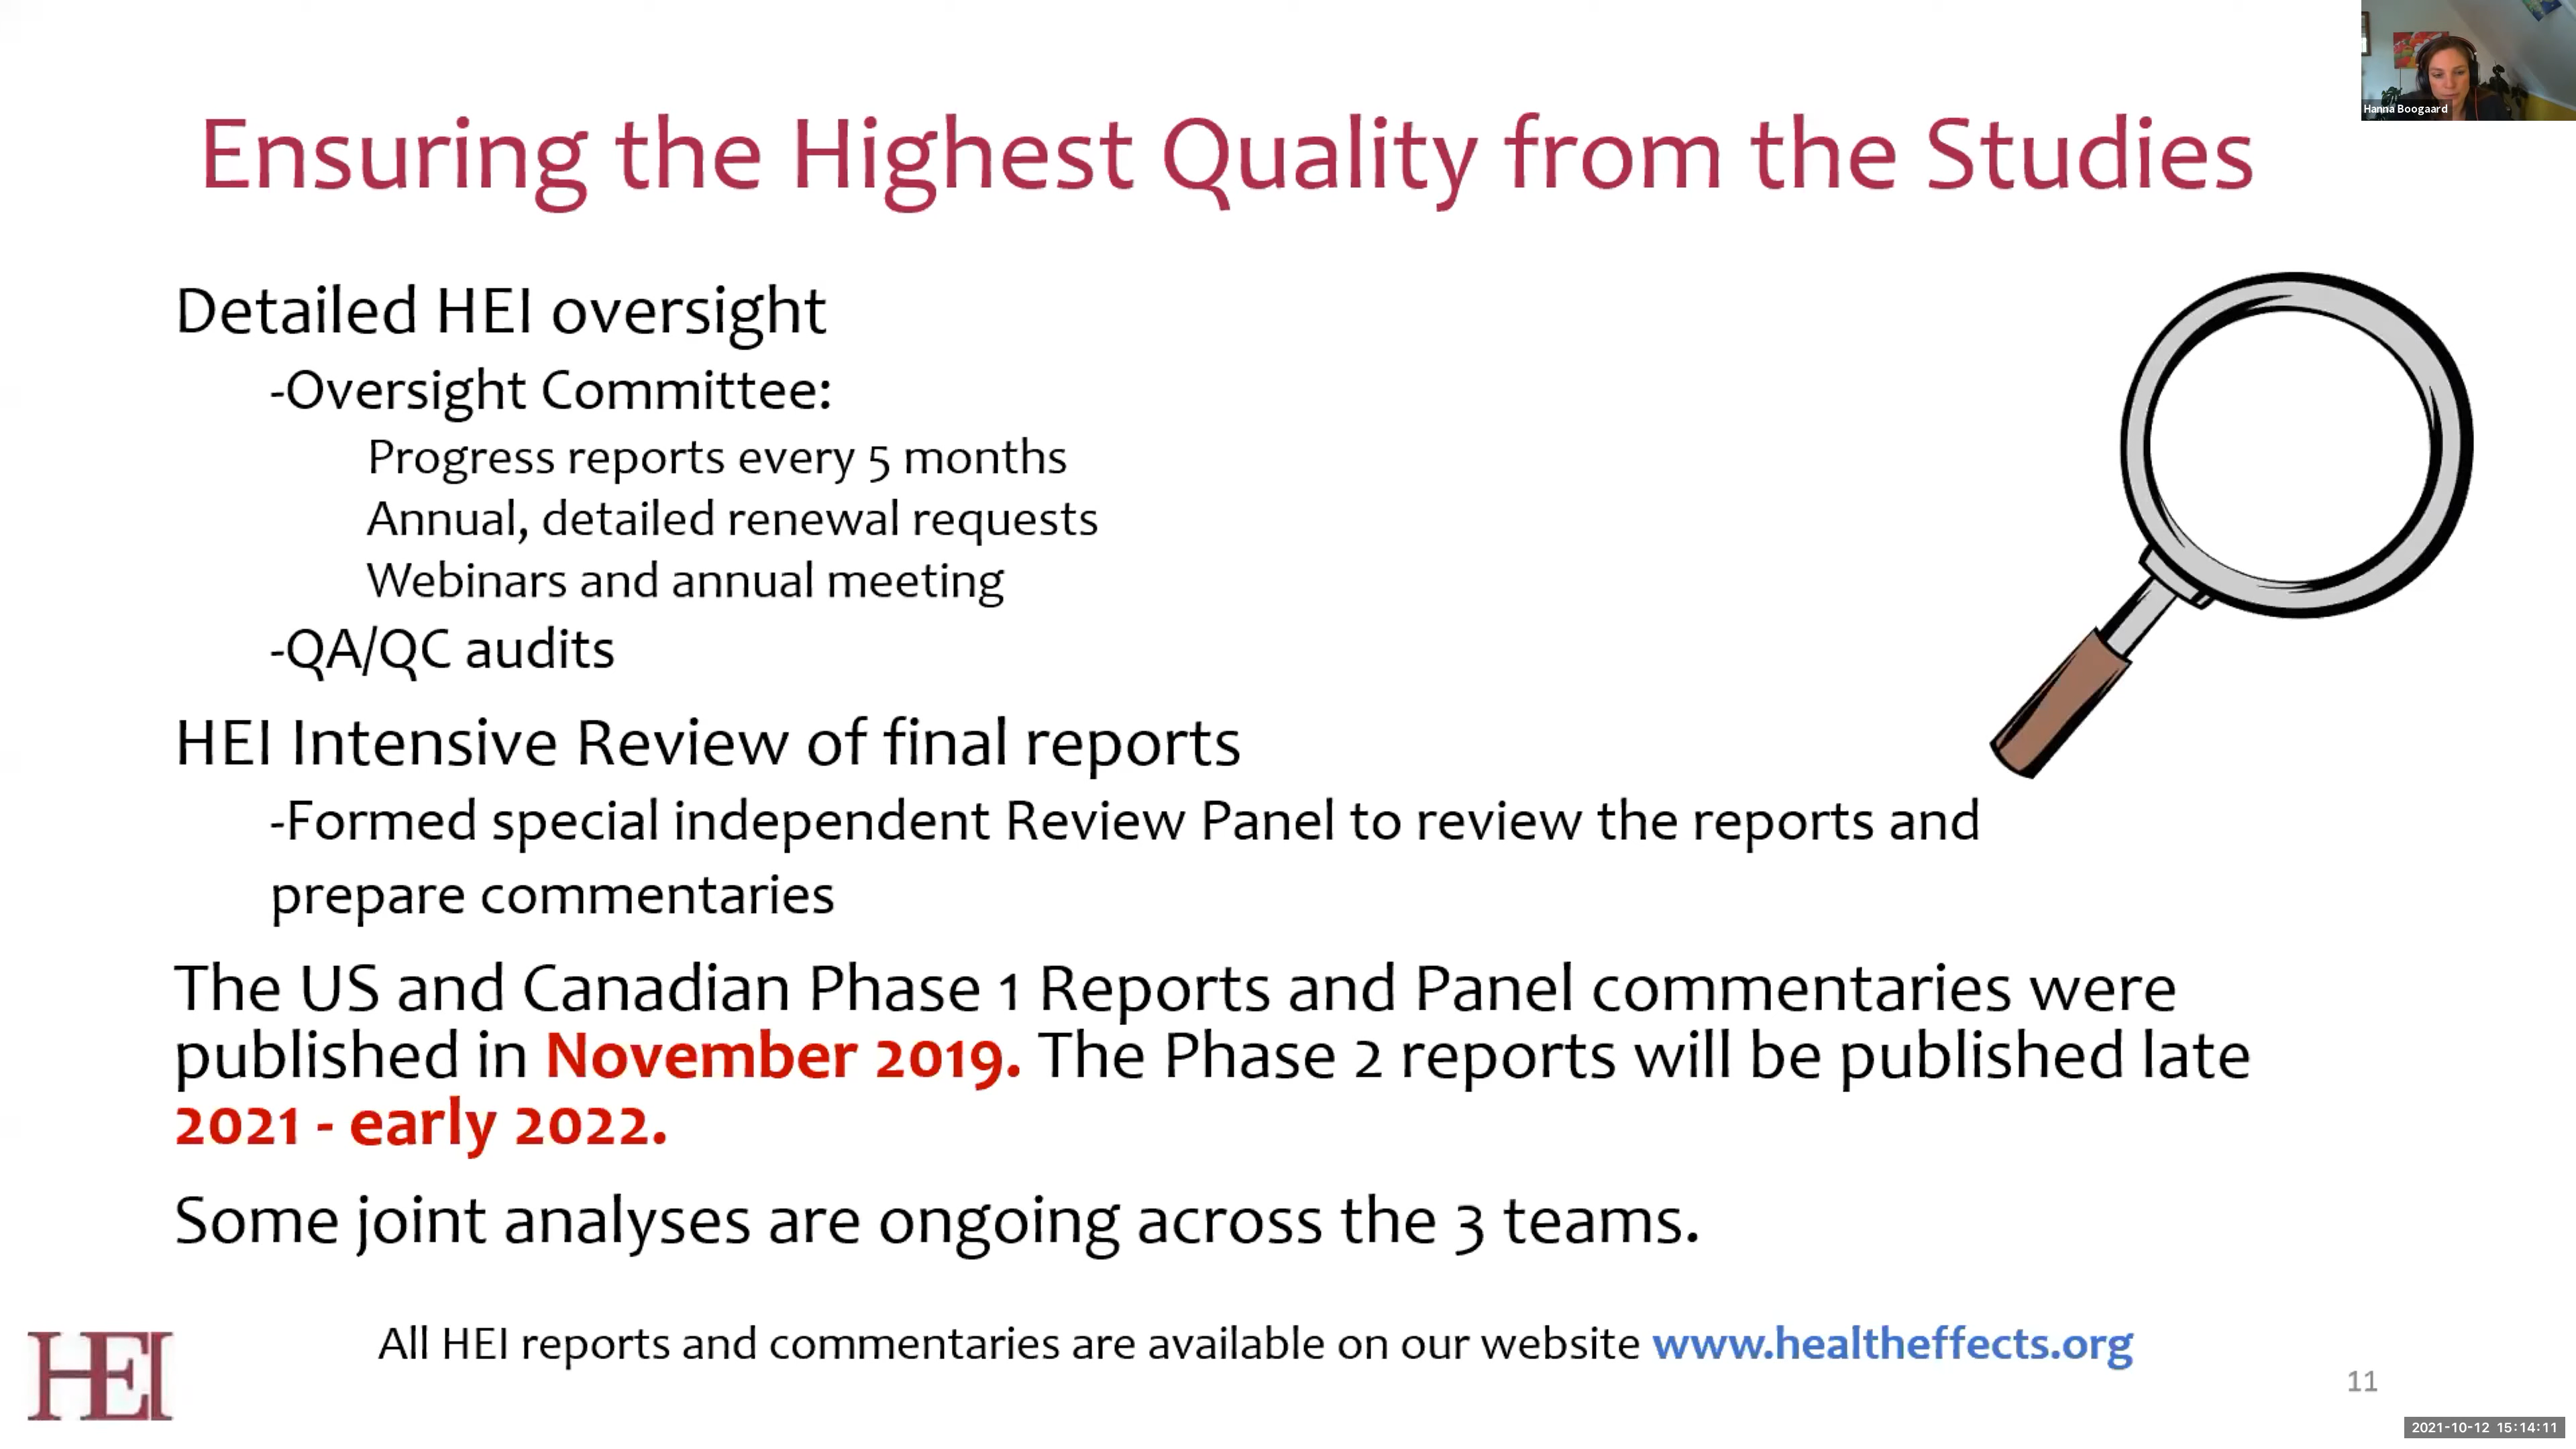 Hanna Boogaard
Ensuring the Highest Quality from the Studies
Detailed HEI oversight
-Oversight Committee:
Progress reports every 5 months
Annual, detailed renewal requests
Webinars and annual meeting
-QA/QC audits
HEI Intensive Review of final reports
-Formed special independent Review Panel to review the reports and
prepare commentaries
The US and Canadian Phase 1 Reports and Panel commentaries were
published in November 2019. The Phase 2 reports will be published late
2021 - early 2022.
Some joint analyses are ongoing across the 3 teams.
HEI
All HEI reports and commentaries are available on our website www.healtheffects.org
11
2021-10-12 15:14:11